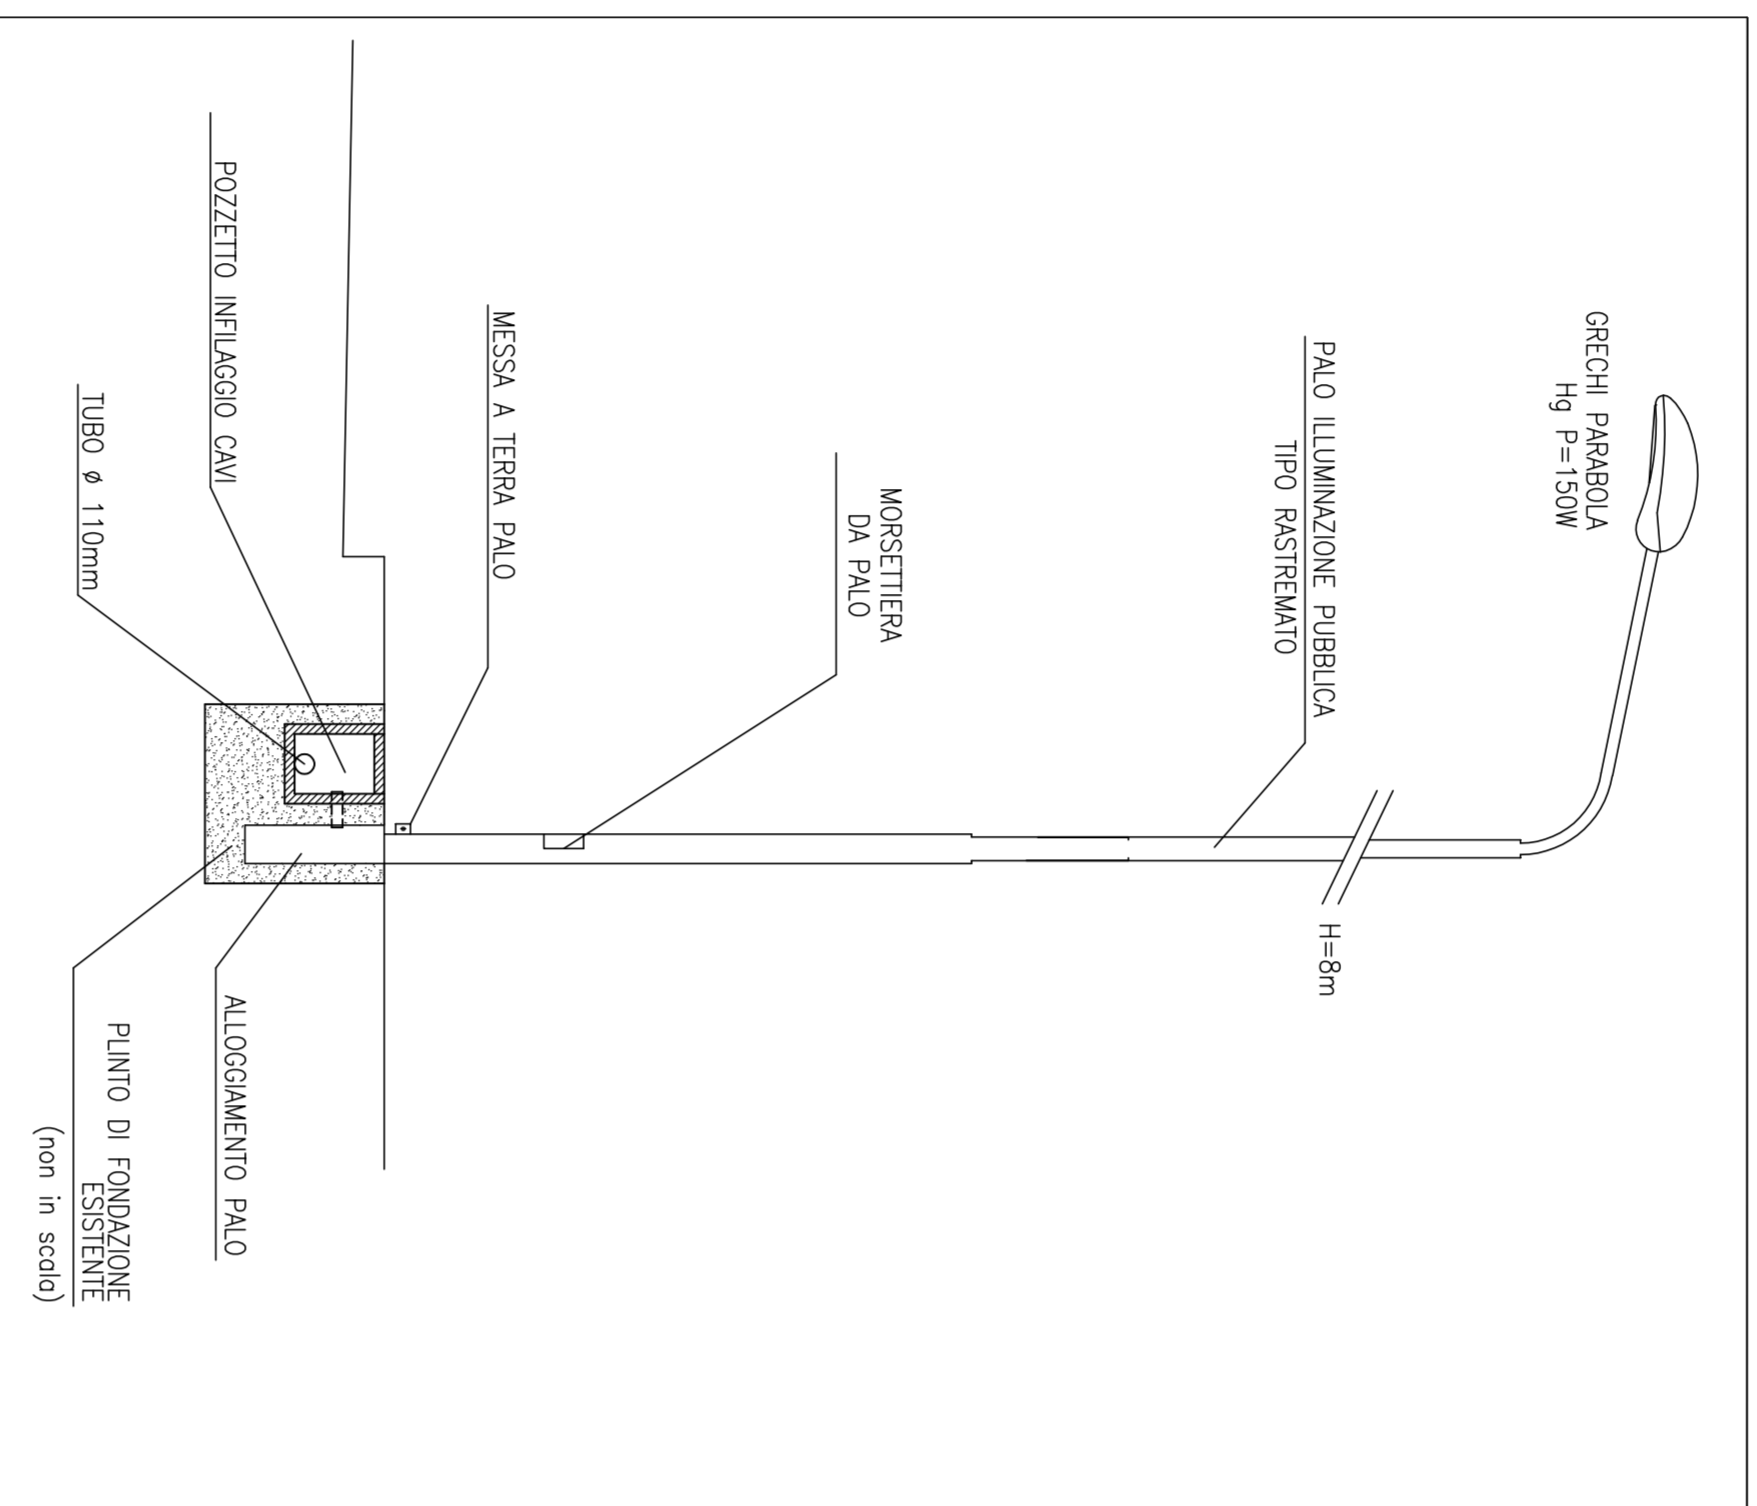 GRECHI PARABOLA
Hg P=150W
PALO ILLUMINAZIONE PUBBLICA
TIPO RASTREMATO
H=8m
MORSETTIERA
DA PALO
MESSA A TERRA PALO
POZZETTO INFILAGGIO CAVI
TUBO ø 110mm
ALLOGGIAMENTO PALO
PLINTO DI FONDAZIONE
ESISTENTE
(non in scala)